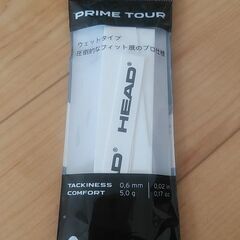 PRIME TOUR
ウェットタイプ
圧倒的なフィット感のプロ仕様
HEAD
TACKINESS 0,6 mm 0,02 in
COMFORT 5,0 g 0,17 oz